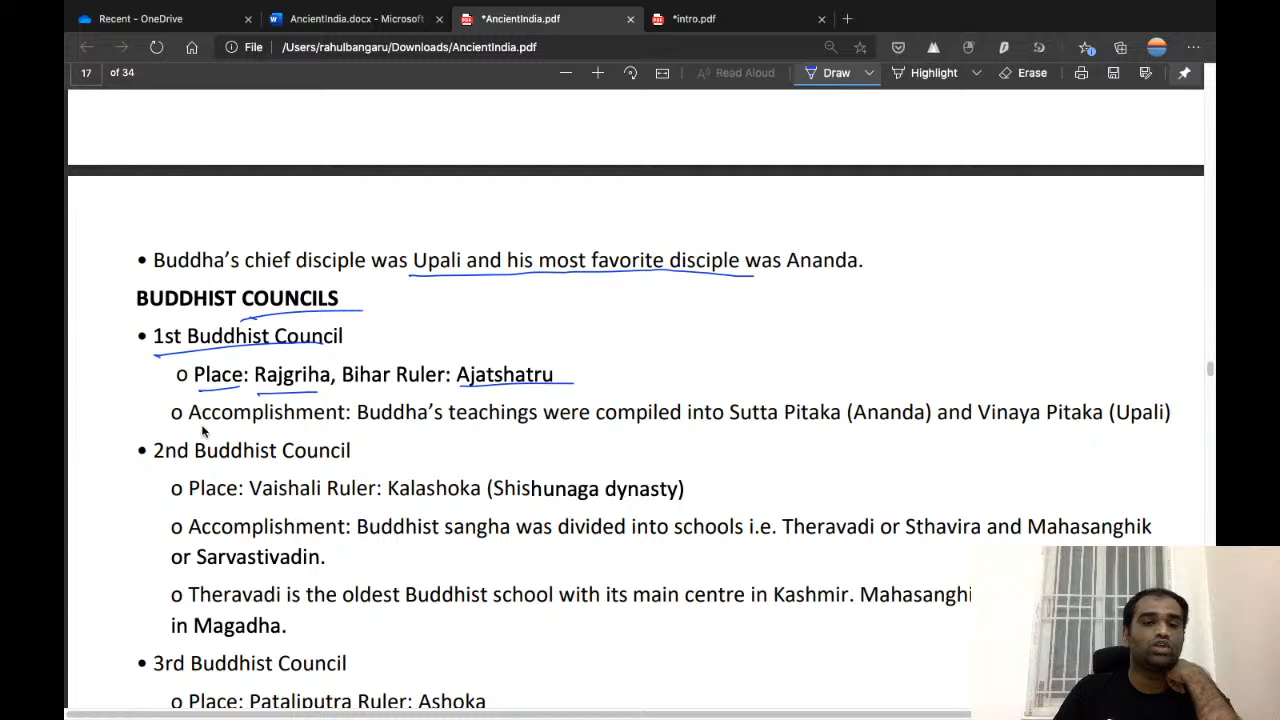 Recent - OneDrive
AncientIndia.docx - Microsoft
*AncientIndia.pdf
*intro.pdf
File /Users/rahulbangaru/Downloads/AncientIndia.pdf
17 of 34
Read Aloud Draw Highlight Erase
• Buddha’s chief disciple was Upali and his most favorite disciple was Ananda.
BUDDHIST COUNCILS
• 1st Buddhist Council
o Place: Rajgriha, Bihar Ruler: Ajatshatru
o Accomplishment: Buddha’s teachings were compiled into Sutta Pitaka (Ananda) and Vinaya Pitaka (Upali)
• 2nd Buddhist Council
o Place: Vaishali Ruler: Kalashoka (Shishunaga dynasty)
o Accomplishment: Buddhist sangha was divided into schools i.e. Theravadi or Sthavira and Mahasanghik
or Sarvastivadin.
o Theravadi is the oldest Buddhist school with its main centre in Kashmir. Mahasanghi
in Magadha.
• 3rd Buddhist Council
o Place: Pataliputra Ruler: Ashoka